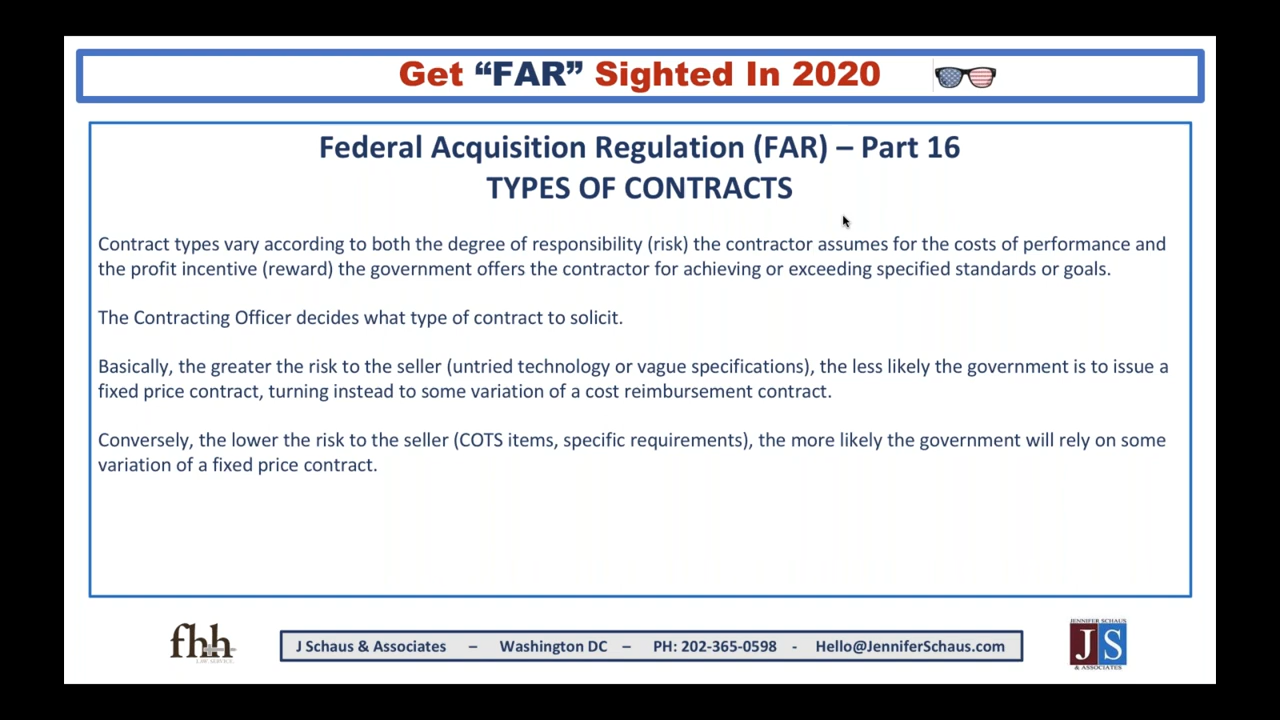 Get “FAR” Sighted In 2020
Federal Acquisition Regulation (FAR) – Part 16
TYPES OF CONTRACTS
Contract types vary according to both the degree of responsibility (risk) the contractor assumes for the costs of performance and
the profit incentive (reward) the government offers the contractor for achieving or exceeding specified standards or goals.
The Contracting Officer decides what type of contract to solicit.
Basically, the greater the risk to the seller (untried technology or vague specifications), the less likely the government is to issue a
fixed price contract, turning instead to some variation of a cost reimbursement contract.
Conversely, the lower the risk to the seller (COTS items, specific requirements), the more likely the government will rely on some
variation of a fixed price contract.
fhh
LAW SERVICE
J Schaus & Associates – Washington DC – PH: 202-365-0598 - Hello@JenniferSchaus.com
JENNIFER SCHAUS
J S
& ASSOCIATES